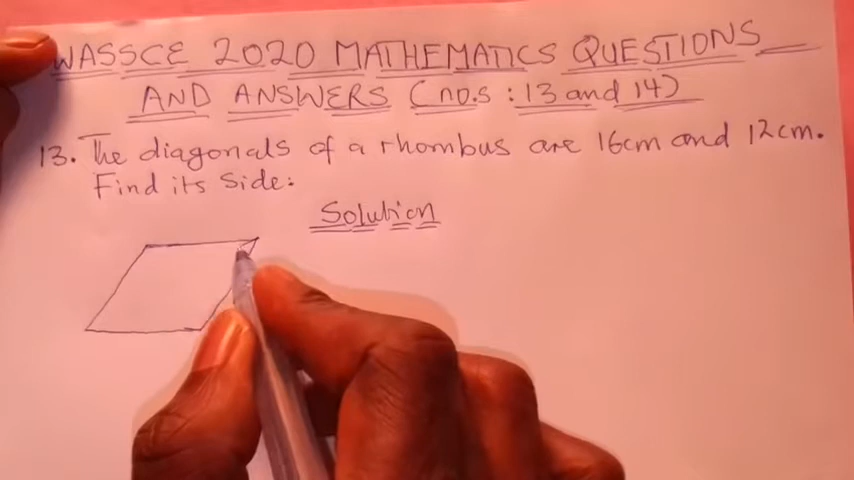 WASSCE 2020 MATHEMATICS QUESTIONS
AND ANSWERS (no.s : 13 and 14)
13. The diagonals of a rhombus are 16cm and 12cm.
Find its side:
Solution